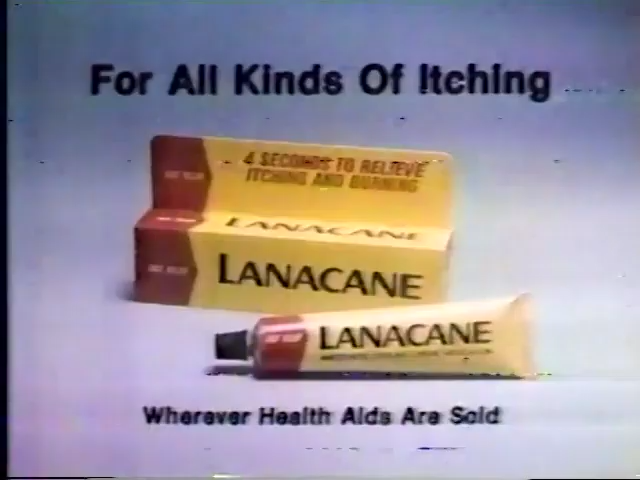 For All Kinds Of Itching
4 SECONDS TO RELIEVE
ITCHING AND BURNING
LANACANE
LANACANE
LANACANE
Wherever Health Aids Are Sold